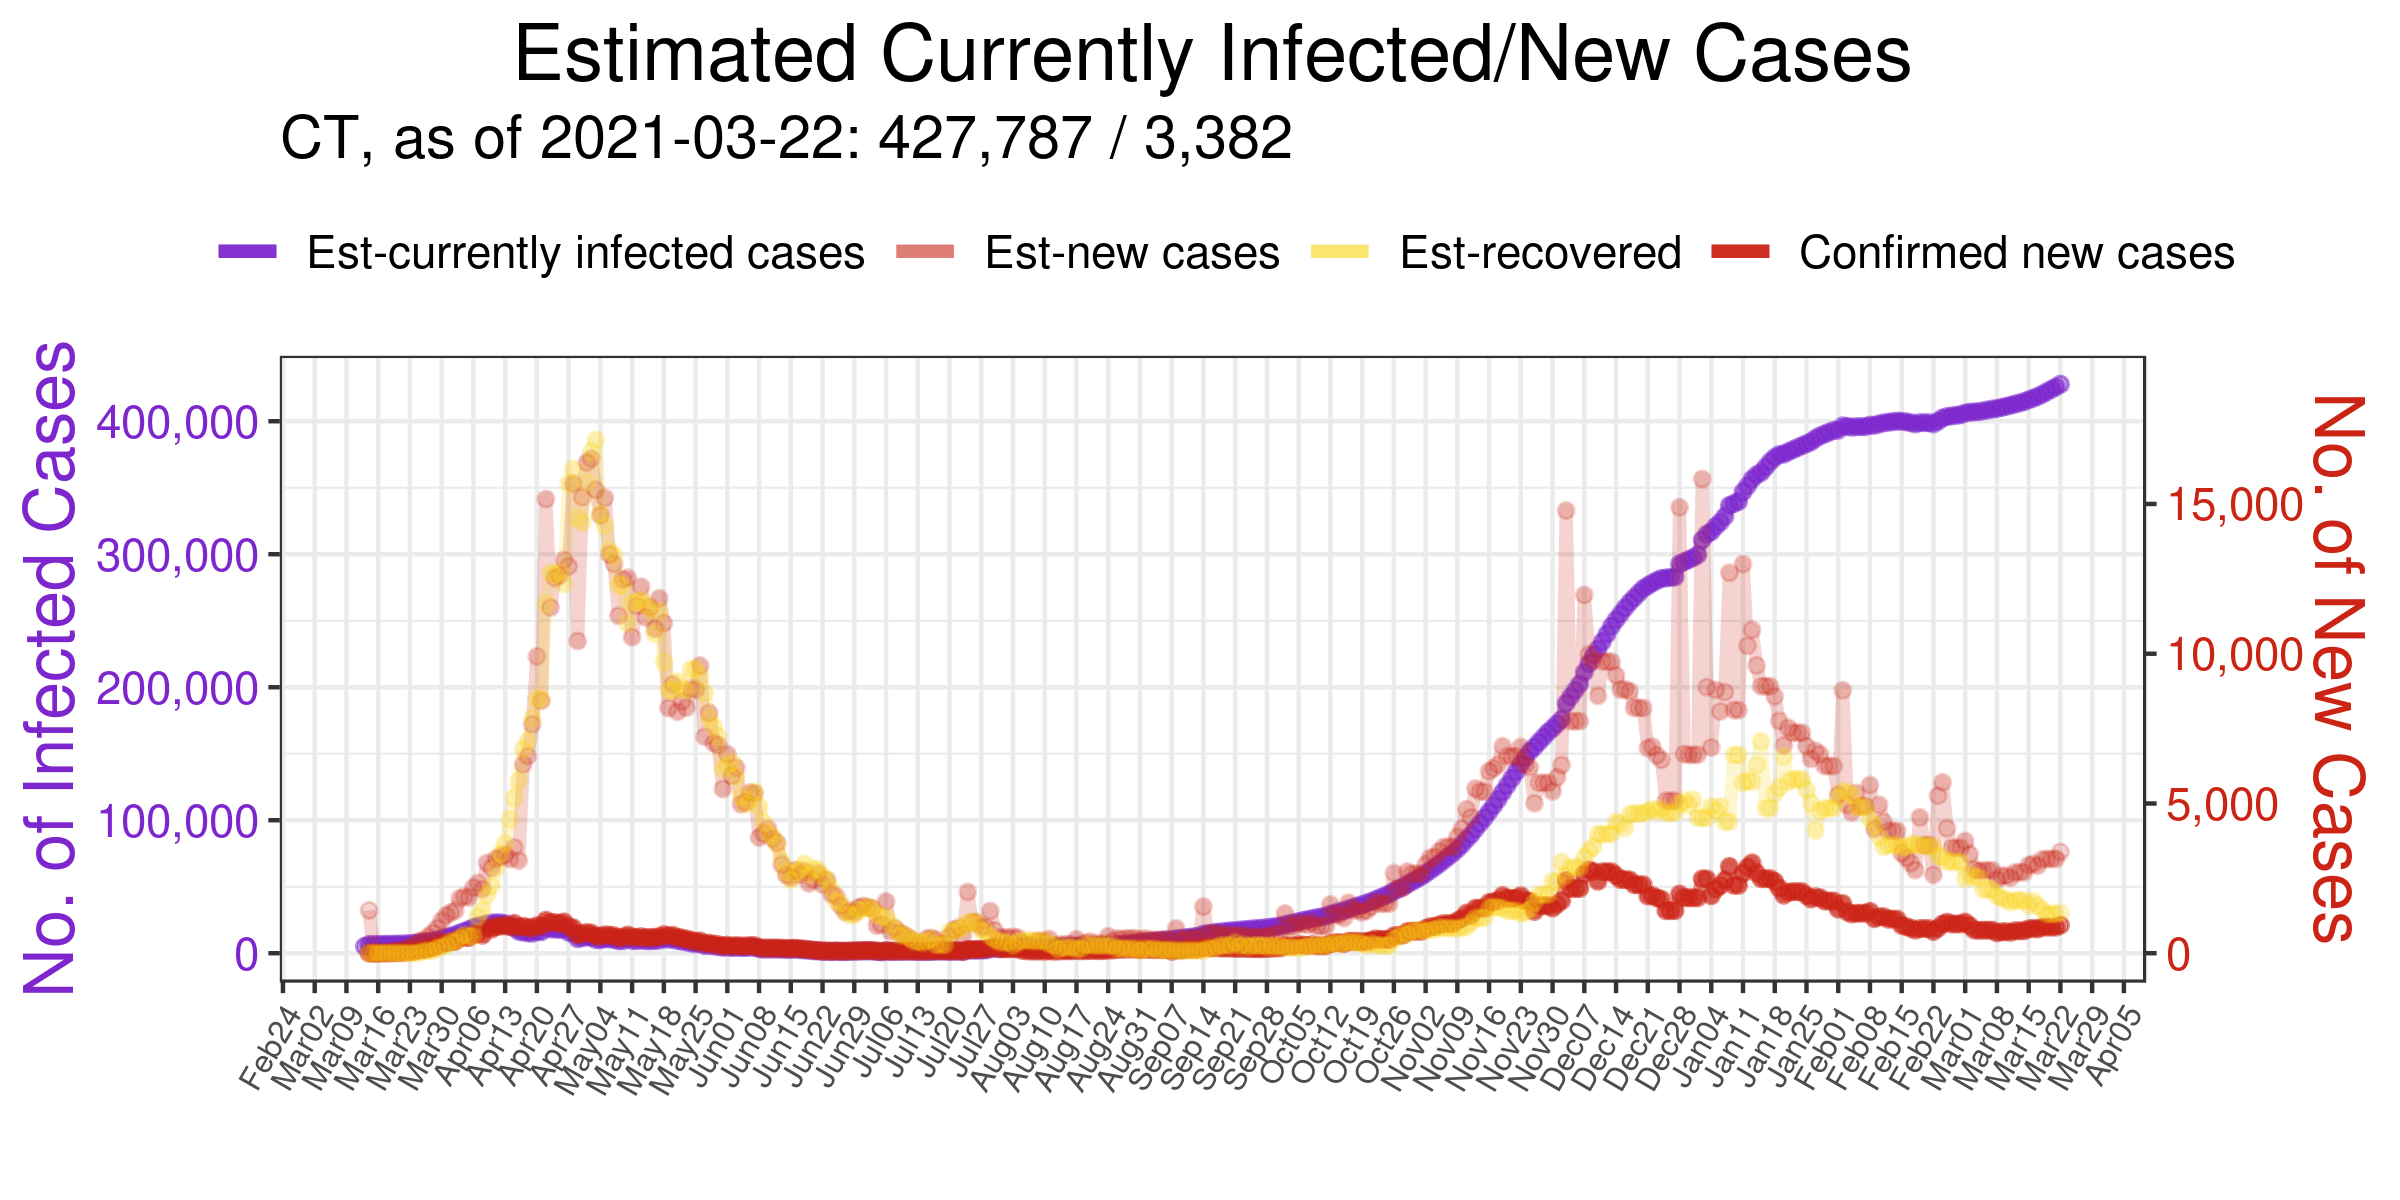 Estimated Currently Infected/New Cases
CT, as of 2021-03-22: 427,787 / 3,382
Est-currently infected cases Est-new cases Est-recovered Confirmed new cases
No. of Infected Cases
400,000
300,000
200,000
100,000
0
No. of New Cases
15,000
10,000
5,000
0
Feb24 Mar02 Mar09 Mar16 Mar23 Mar30 Apr06 Apr13 Apr20 Apr27 May04 May11 May18 May25 Jun01 Jun08 Jun15 Jun22 Jun29 Jul06 Jul13 Jul20 Jul27 Aug03 Aug10 Aug17 Aug24 Aug31 Sep07 Sep14 Sep21 Sep28 Oct05 Oct12 Oct19 Oct26 Nov02 Nov09 Nov16 Nov23 Nov30 Dec07 Dec14 Dec21 Dec28 Jan04 Jan11 Jan18 Jan25 Feb01 Feb08 Feb15 Feb22 Mar01 Mar08 Mar15 Mar22 Mar29 Apr05